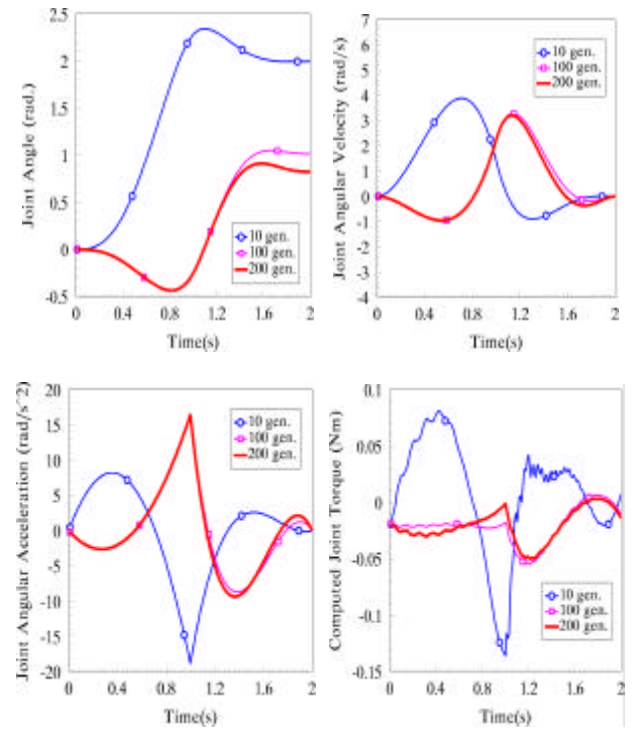 Joint Angle (rad.)
2.5
2
1.5
1
0.5
0
-0.5
10 gen.
100 gen.
200 gen.
0 0.4 0.8 1.2 1.6 2
Time(s)
Joint Angular Velocity (rad/s)
7
6
5
4
3
2
1
0
-1
-2
-3
-4
10 gen.
100 gen.
200 gen.
0 0.4 0.8 1.2 1.6 2
Time(s)
Joint Angular Acceleration (rad/s^2)
20
15
10
5
0
-5
-10
-15
-20
10 gen.
100 gen.
200 gen.
0 0.4 0.8 1.2 1.6 2
Time(s)
Computed Joint Torque (Nm)
0.1
0.05
0
-0.05
-0.1
-0.15
10 gen.
100 gen.
200 gen.
0 0.4 0.8 1.2 1.6 2
Time(s)